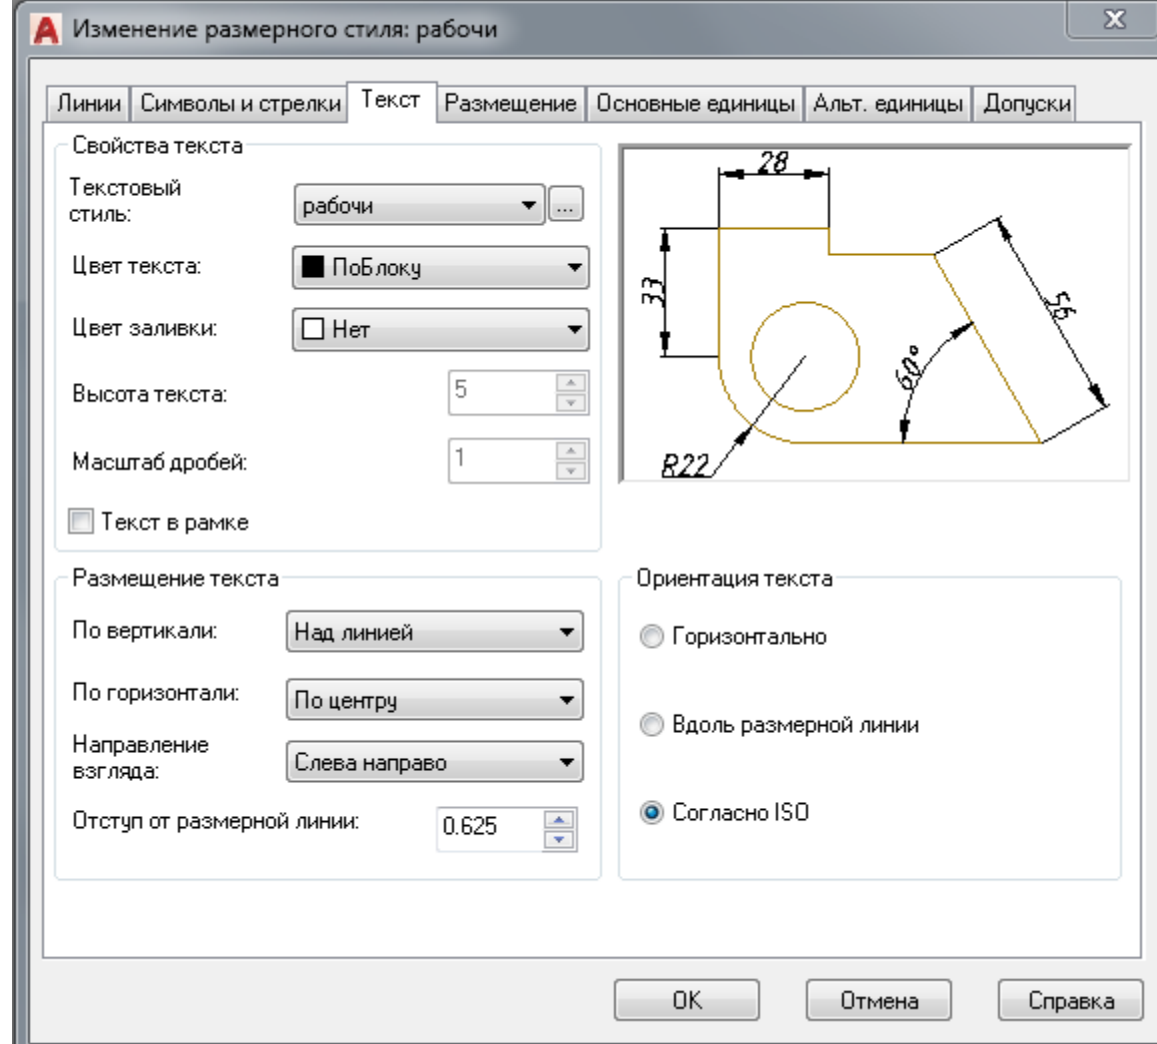 Изменение размерного стиля: рабочи
Линии Символы и стрелки Текст Размещение Основные единицы Альт. единицы Допуски
Свойства текста
Текстовый
стиль:
рабочи
...
Цвет текста:
ПоБлоку
Цвет заливки:
Нет
Высота текста:
5
Масштаб дробей:
1
Текст в рамке
28
33
56
60°
R22
Размещение текста
По вертикали:
Над линией
По горизонтали:
По центру
Направление
взгляда:
Слева направо
Отступ от размерной линии:
0.625
Ориентация текста
Горизонтально
Вдоль размерной линии
Согласно ISO
OK Отмена Справка